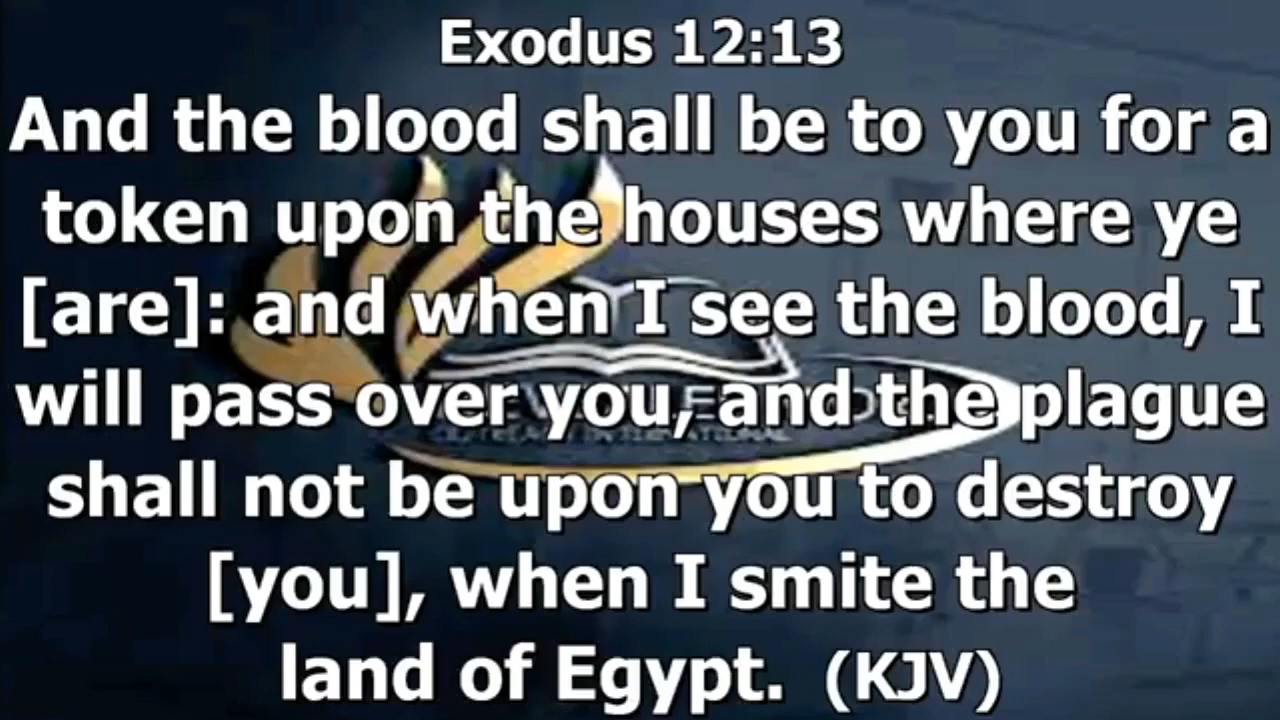 Exodus 12:13
And the blood shall be to you for a
token upon the houses where ye
[are]: and when I see the blood, I
will pass over you, and the plague
shall not be upon you to destroy
[you], when I smite the
land of Egypt. (KJV)
OUTREACH INTERNATIONAL